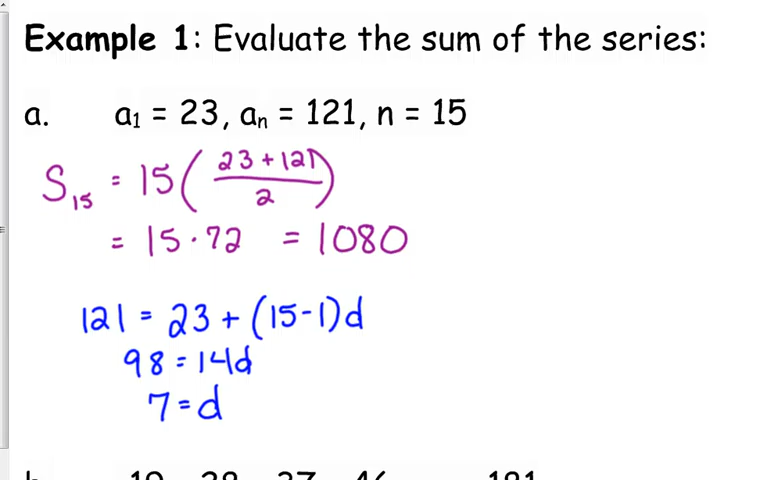 Example 1: Evaluate the sum of the series:
a. a₁ = 23, aₙ = 121, n = 15
S₁₅ = 15((23+121)/2)
= 15·72 = 1080
121 = 23 + (15-1)d
98 = 14d
7 = d